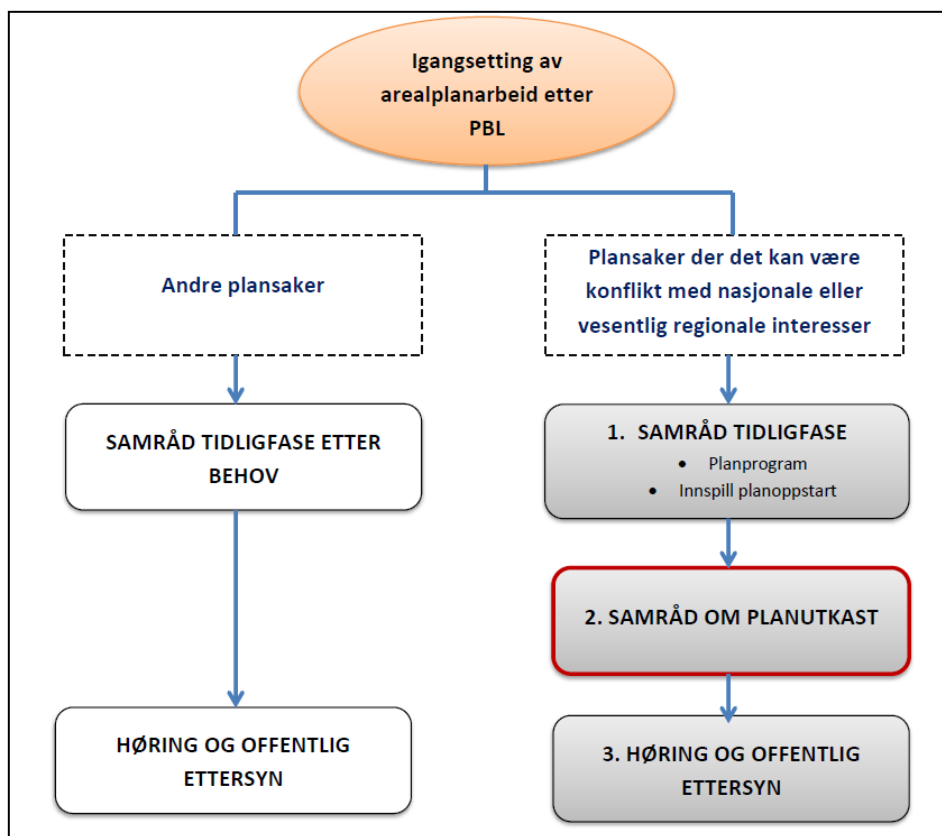 Igangsetting av
arealplanarbeid etter
PBL
Andre plansaker
Plansaker der det kan være
konflikt med nasjonale eller
vesentlig regionale interesser
SAMRÅD TIDLIGFASE ETTER
BEHOV
1. SAMRÅD TIDLIGFASE
• Planprogram
• Innspill planoppstart
2. SAMRÅD OM PLANUTKAST
HØRING OG OFFENTLIG
ETTERSYN
3. HØRING OG OFFENTLIG
ETTERSYN